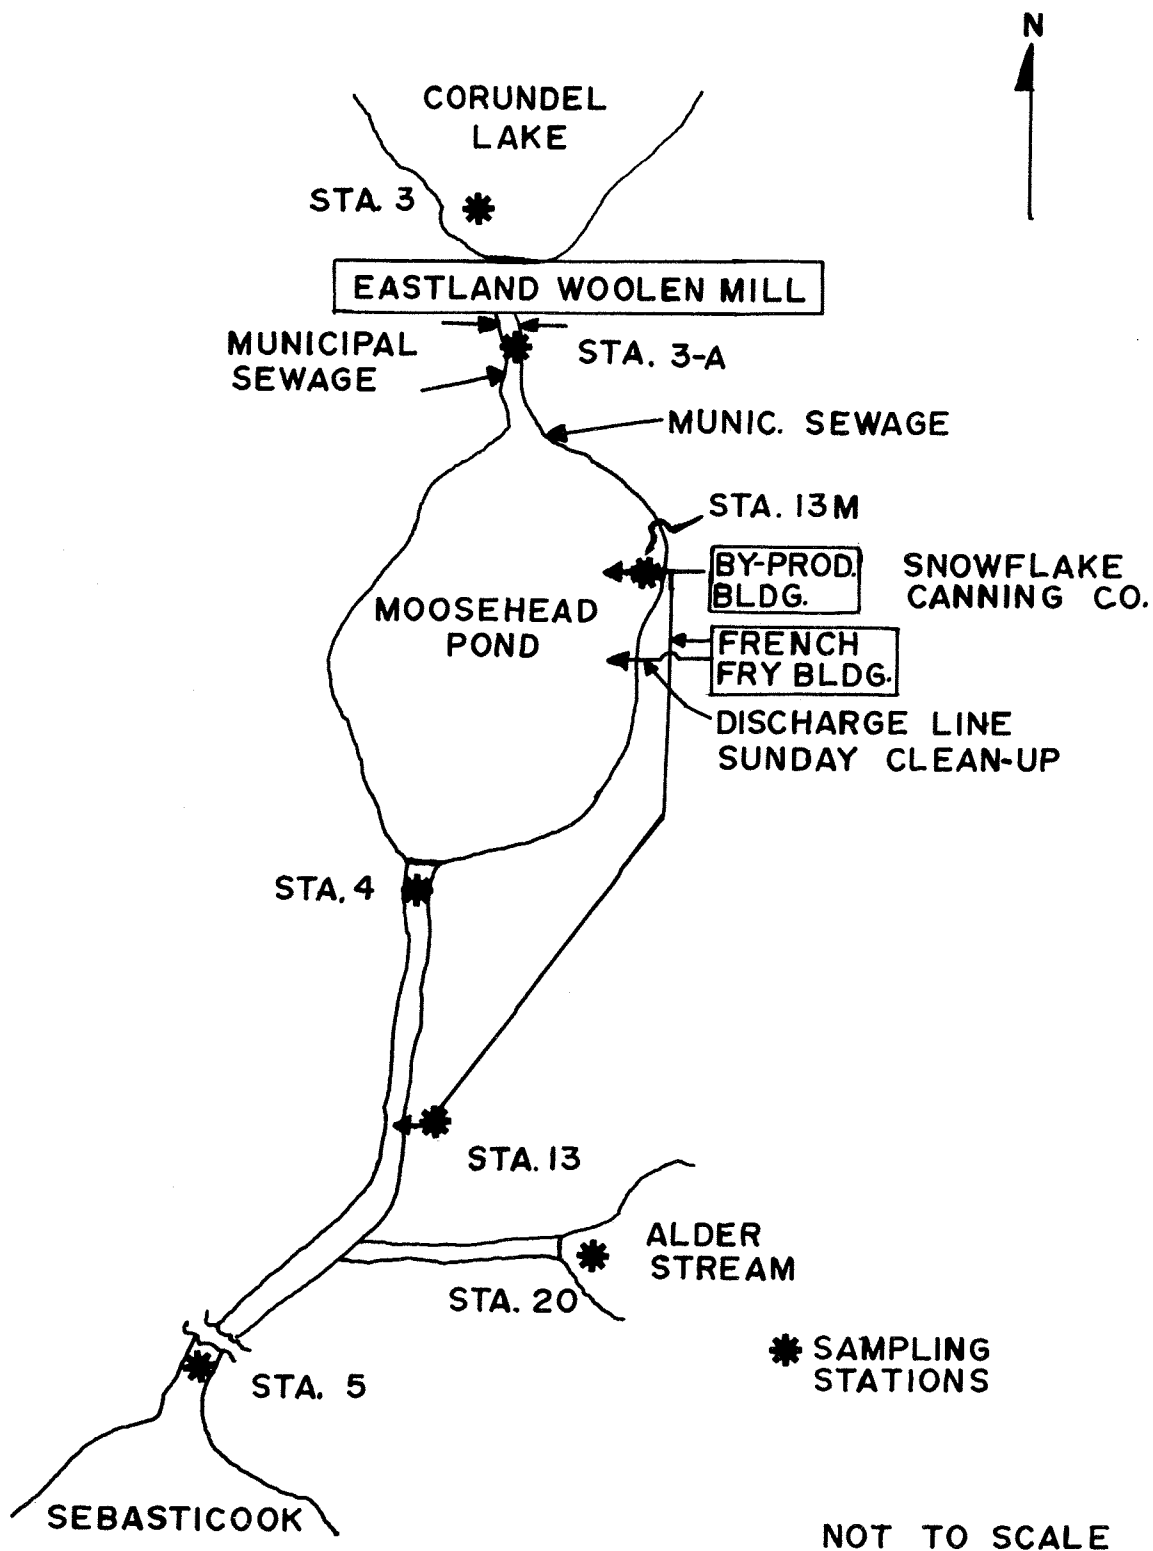 N
CORUNDEL
LAKE
STA. 3
EASTLAND WOOLEN MILL
MUNICIPAL
SEWAGE
STA. 3-A
MUNIC. SEWAGE
STA. 13M
BY-PROD.
BLDG.
SNOWFLAKE
CANNING CO.
MOOSEHEAD
POND
FRENCH
FRY BLDG.
DISCHARGE LINE
SUNDAY CLEAN-UP
STA. 4
STA. 13
ALDER
STREAM
STA. 20
SAMPLING
STATIONS
STA. 5
SEBASTICOOK
NOT TO SCALE